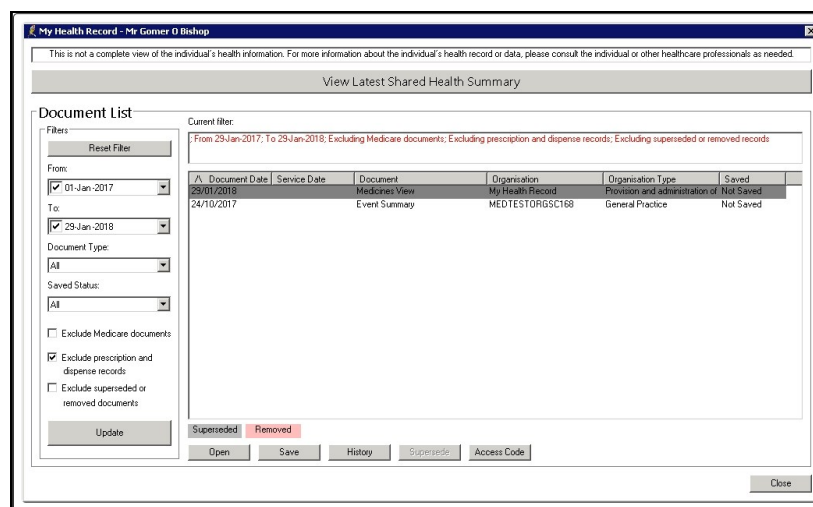 My Health Record - Mr Gomer O Bishop
This is not a complete view of the individual's health information. For more information about the individual's health record or data, please consult the individual or other healthcare professionals as needed.
View Latest Shared Health Summary
Document List
Filters
Reset Filter
From:
01-Jan-2017
To:
29-Jan-2018
Document Type:
All
Saved Status:
All
Exclude Medicare documents
Exclude prescription and
dispense records
Exclude superseded or
removed documents
Update
Current filter:
; From 29-Jan-2017; To 29-Jan-2018; Excluding Medicare documents; Excluding prescription and dispense records; Excluding superseded or removed records
/\ Document Date Service Date Document Organisation Organisation Type Saved
29/01/2018 Medicines View My Health Record Provision and administration of Not Saved
24/10/2017 Event Summary MEDTESTORGSC168 General Practice Not Saved
Superseded Removed
Open Save History Supersede Access Code
Close